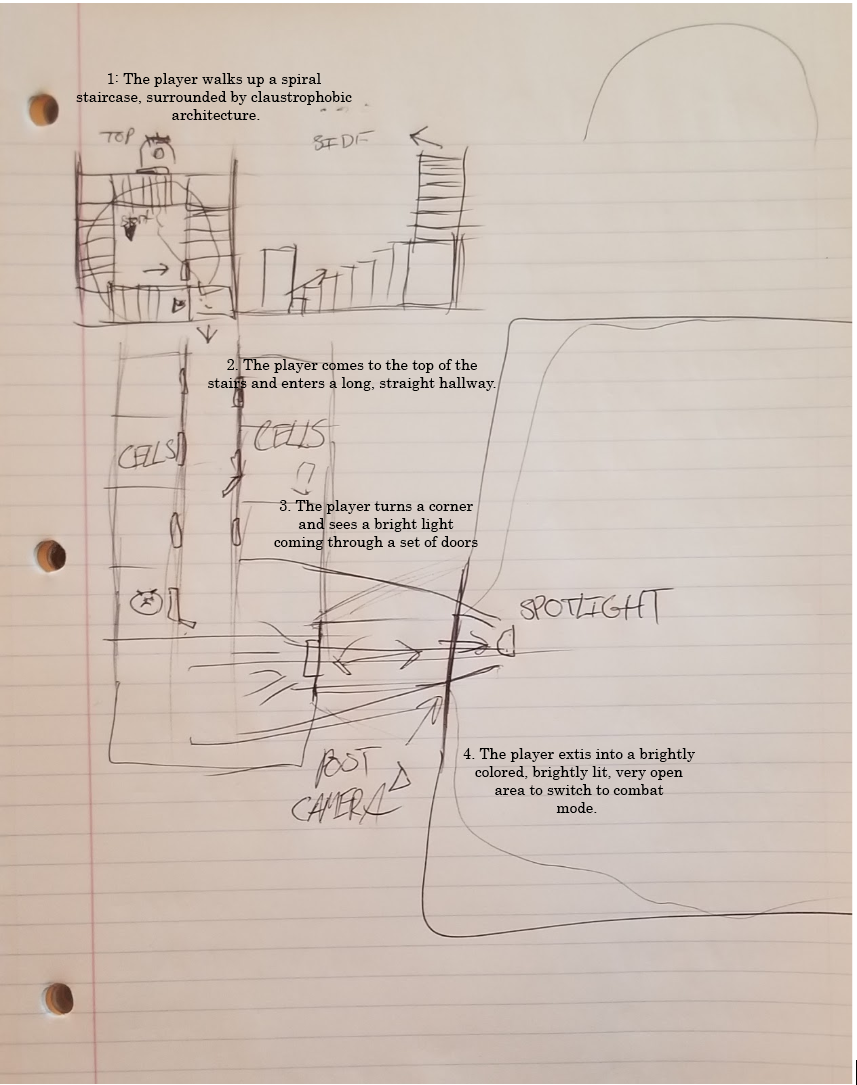 1: The player walks up a spiral
staircase, surrounded by claustrophobic
architecture.
TOP
SIDE
2. The player comes to the top of the
stairs and enters a long, straight hallway.
CELLS
CELLS
3. The player turns a corner
and sees a bright light
coming through a set of doors
SPOTLIGHT
4. The player extis into a brightly
colored, brightly lit, very open
area to switch to combat
mode.
POST
CAMERA